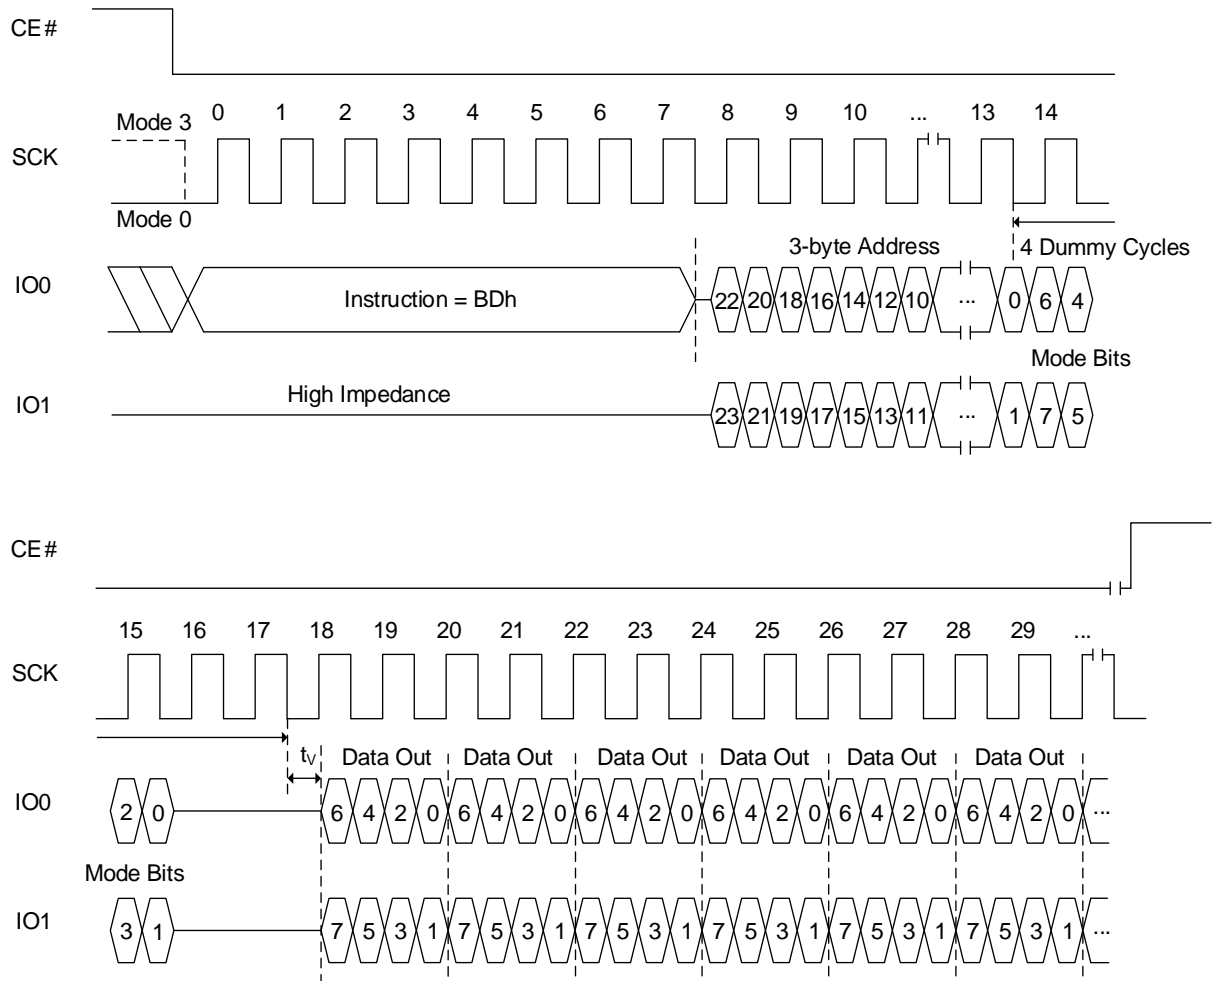 CE#
0 1 2 3 4 5 6 7 8 9 10 ... 13 14
Mode 3
SCK
Mode 0
3-byte Address 4 Dummy Cycles
IO0 Instruction = BDh 22 20 18 16 14 12 10 ... 0 6 4
Mode Bits
High Impedance
IO1 23 21 19 17 15 13 11 ... 1 7 5
CE#
15 16 17 18 19 20 21 22 23 24 25 26 27 28 29 ...
SCK
tV Data Out Data Out Data Out Data Out Data Out Data Out
IO0 2 0 6 4 2 0 6 4 2 0 6 4 2 0 6 4 2 0 6 4 2 0 6 4 2 0 ...
Mode Bits
IO1 3 1 7 5 3 1 7 5 3 1 7 5 3 1 7 5 3 1 7 5 3 1 7 5 3 1 ...